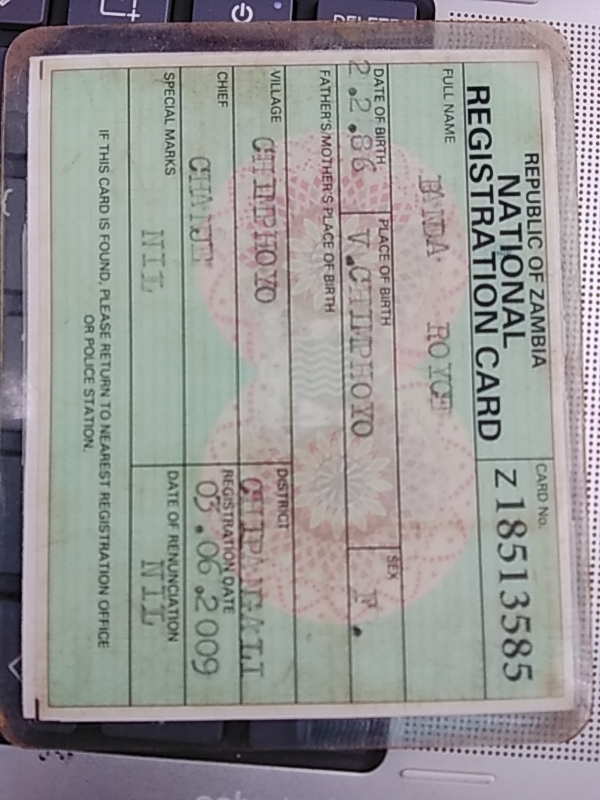 REPUBLIC OF ZAMBIA
NATIONAL
REGISTRATION CARD
CARD No.
Z 18513585
FULL NAME
BANDA ROYCE
DATE OF BIRTH
2.2.86
PLACE OF BIRTH
V.CHIMPHOYO
SEX
F.
FATHER'S/MOTHER'S PLACE OF BIRTH
VILLAGE
CHIMPHOYO
DISTRICT
CHIPANGALI
CHIEF
CHANJE
REGISTRATION DATE
03.06.2009
SPECIAL MARKS
NIL
DATE OF RENUNCIATION
NIL
IF THIS CARD IS FOUND, PLEASE RETURN TO NEAREST REGISTRATION OFFICE
OR POLICE STATION.
DELETE